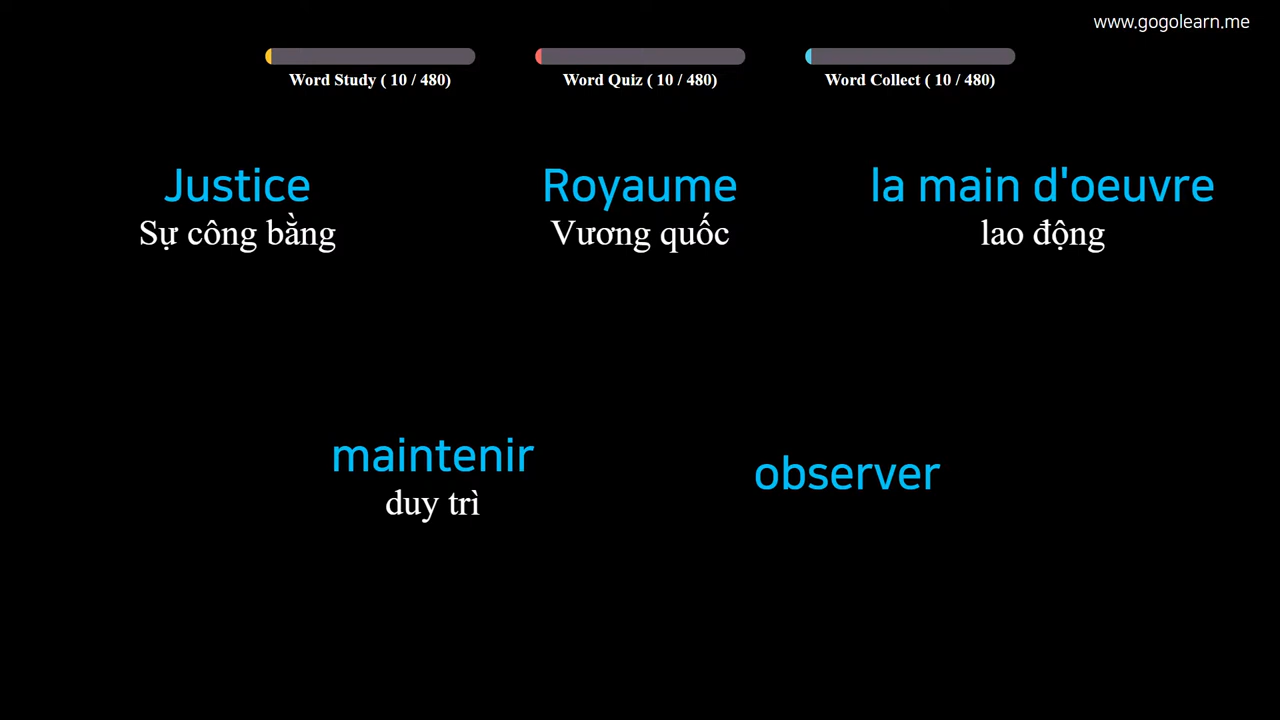 www.gogolearn.me
Word Study ( 10 / 480)
Word Quiz ( 10 / 480)
Word Collect ( 10 / 480)
Justice
Sự công bằng
Royaume
Vương quốc
la main d'oeuvre
lao động
maintenir
duy trì
observer